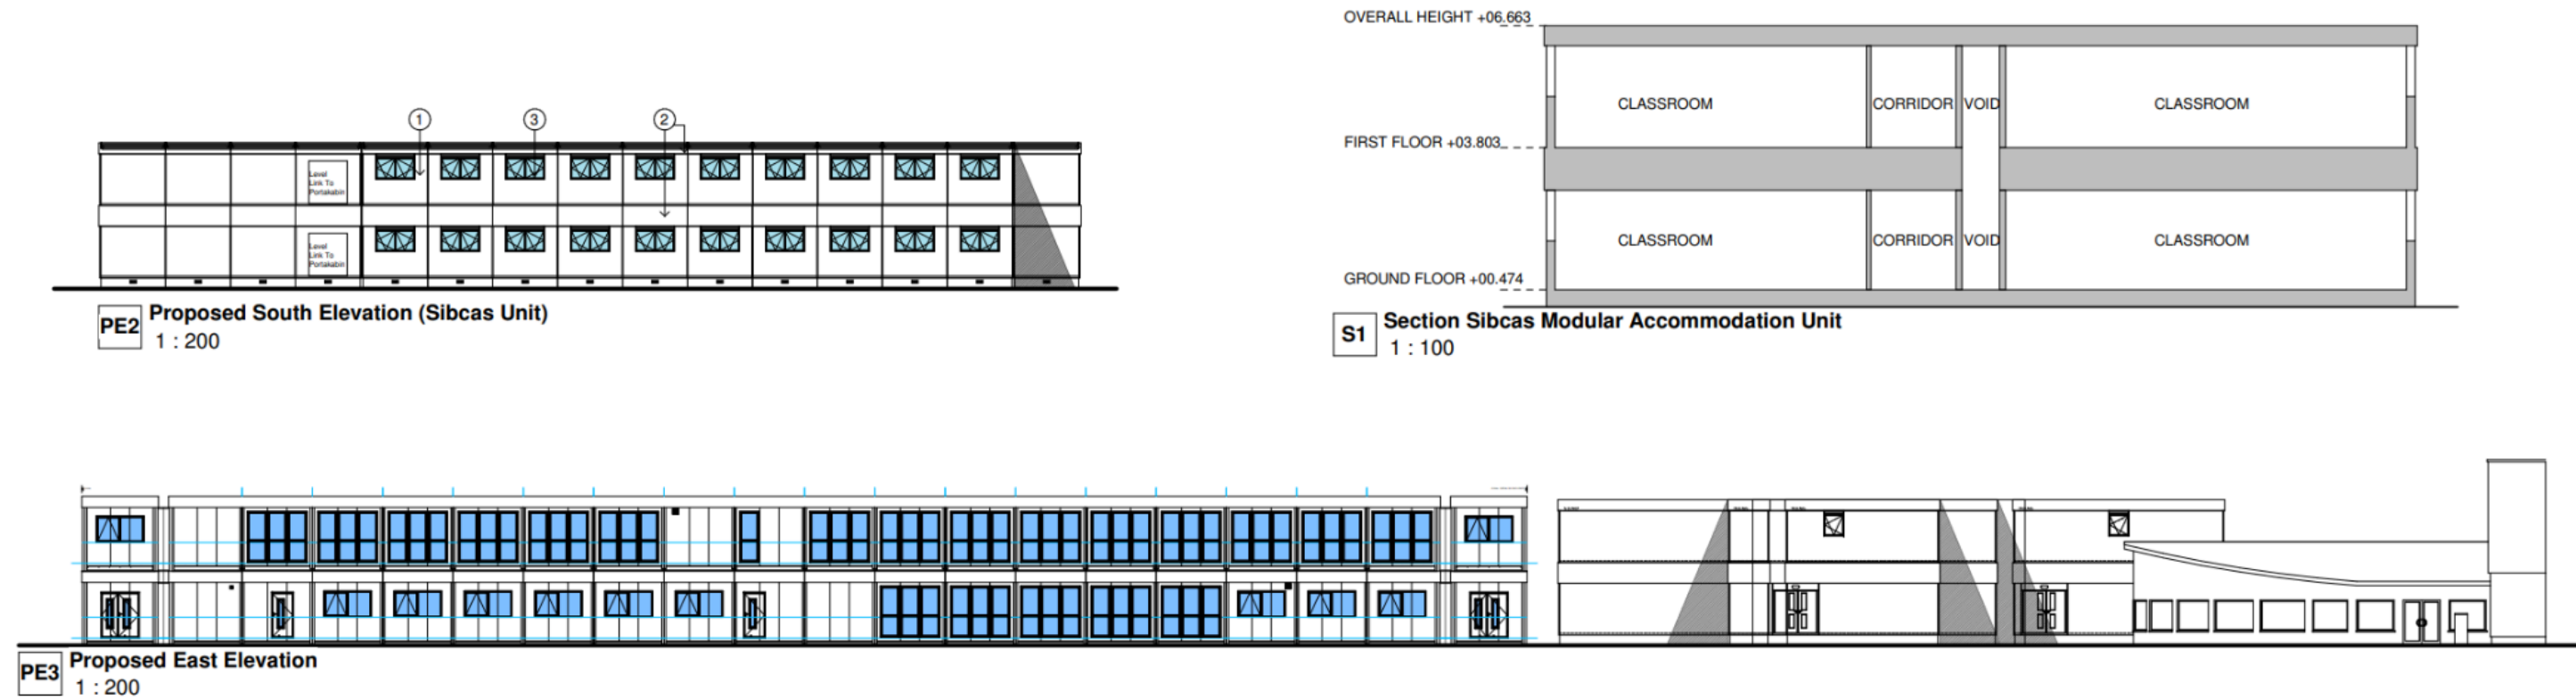 OVERALL HEIGHT +06.663
CLASSROOM
CORRIDOR
VOID
CLASSROOM
FIRST FLOOR +03.803
CLASSROOM
CORRIDOR
VOID
CLASSROOM
GROUND FLOOR +00.474
S1
Section Sibcas Modular Accommodation Unit
1 : 100
1
3
2
Level
Link To
Portakabin
Level
Link To
Portakabin
PE2
Proposed South Elevation (Sibcas Unit)
1 : 200
PE3
Proposed East Elevation
1 : 200